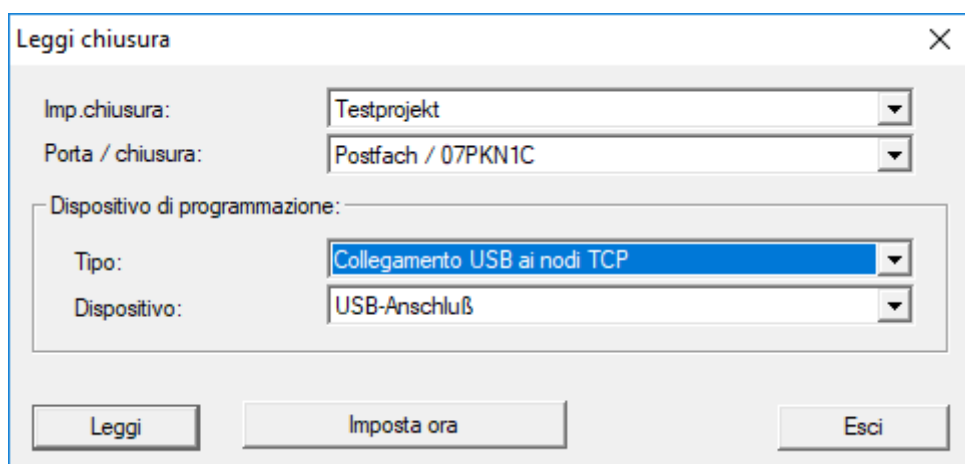 Leggi chiusura
Imp.chiusura: Testprojekt
Porta / chiusura: Postfach / 07PKN1C
Dispositivo di programmazione:
Tipo: Collegamento USB ai nodi TCP
Dispositivo: USB-Anschluß
Leggi Imposta ora Esci